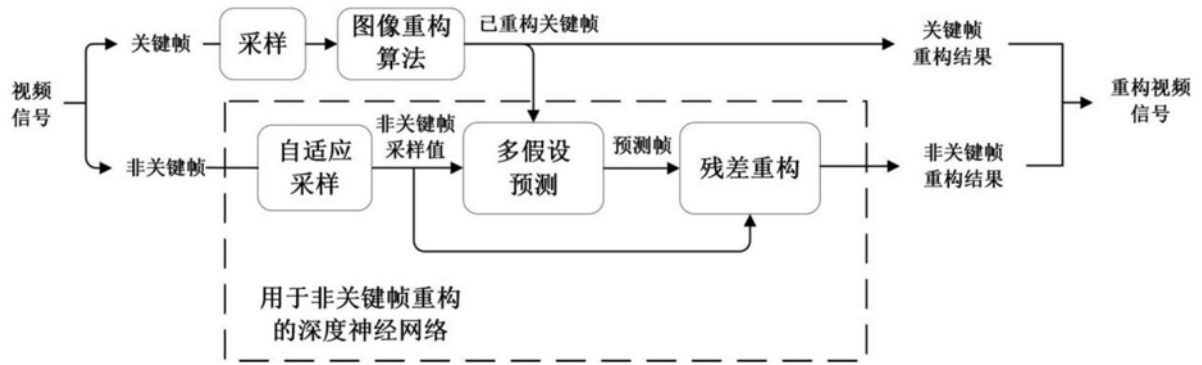 视频
信号
关键帧
采样
图像重构
算法
已重构关键帧
关键帧
重构结果
非关键帧
自适应
采样
非关键帧
采样值
多假设
预测
预测帧
残差重构
非关键帧
重构结果
重构视频
信号
用于非关键帧重构
的深度神经网络